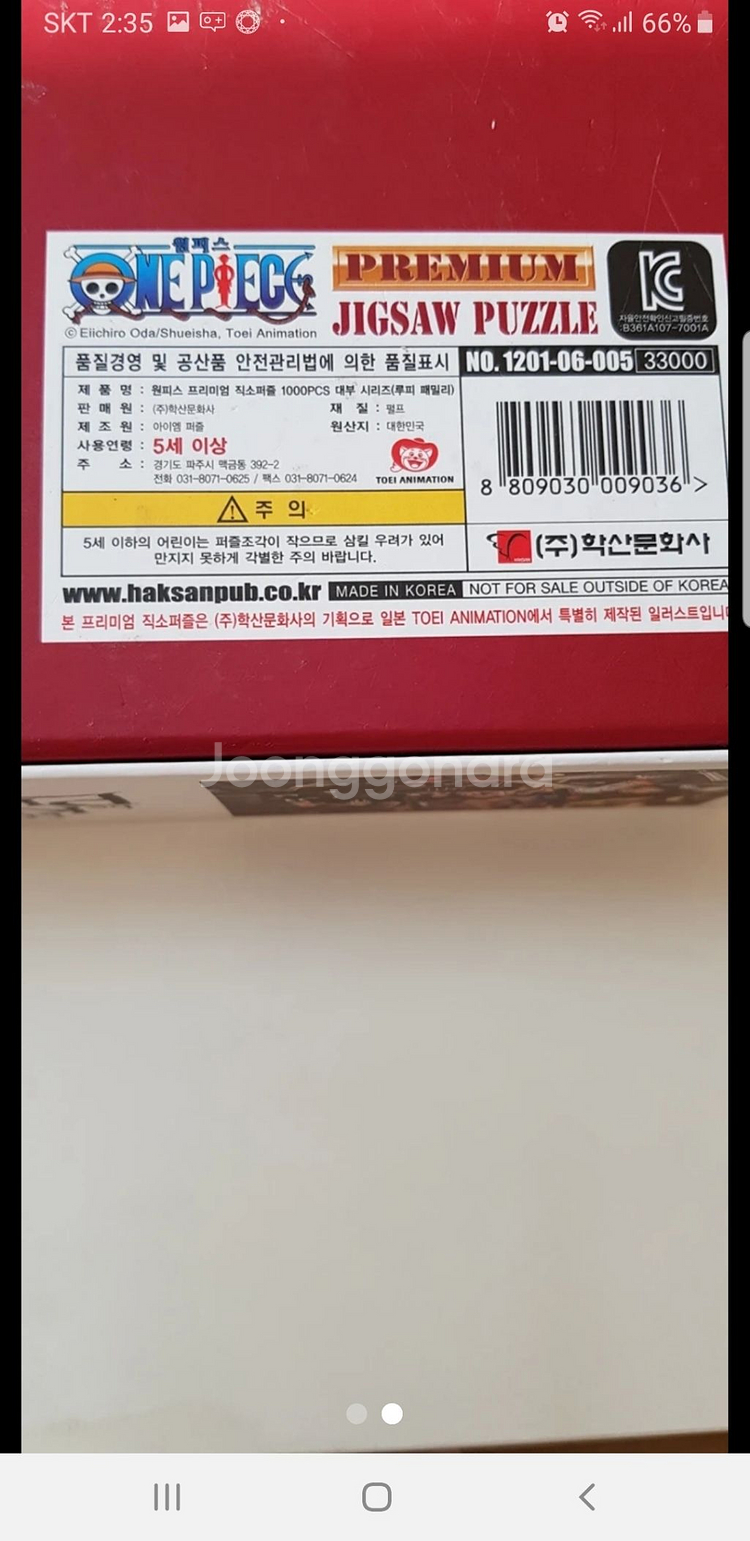 SKT 2:35
66%
원피스
ONE PIECE
© Eiichiro Oda/Shueisha, Toei Animation
PREMIUM
JIGSAW PUZZLE
자율안전확인신고필증번호
:B361A107-7001A
품질경영 및 공산품 안전관리법에 의한 품질표시
NO. 1201-06-005 33000
제 품 명 : 원피스 프리미엄 직소퍼즐 1000PCS 대부 시리즈(루피 패밀리)
판 매 원 : (주)학산문화사 재 질 : 펄프
제 조 원 : 아이엠 퍼즐 원산지 : 대한민국
사용연령 : 5세 이상
주 소 : 경기도 파주시 맥금동 392-2
전화 031-8071-0625 / 팩스 031-8071-0624
TOEI ANIMATION
8 809030 009036 >
주 의
5세 이하의 어린이는 퍼즐조각이 작으므로 삼킬 우려가 있어
만지지 못하게 각별한 주의 바랍니다.
(주)학산문화사
www.haksanpub.co.kr MADE IN KOREA NOT FOR SALE OUTSIDE OF KOREA
본 프리미엄 직소퍼즐은 (주)학산문화사의 기획으로 일본 TOEI ANIMATION에서 특별히 제작된 일러스트입니
Joonggonara